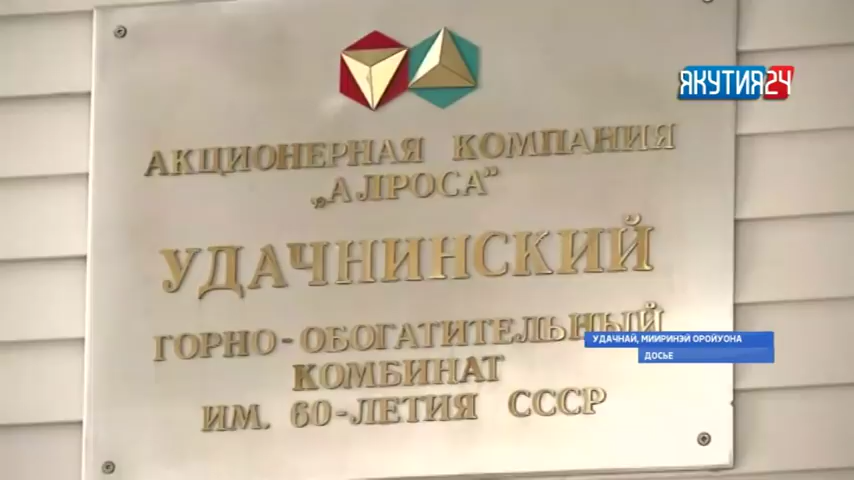 ЯКУТИЯ24
АКЦИОНЕРНАЯ КОМПАНИЯ
„АЛРОСА"
УДАЧНИНСКИЙ
ГОРНО-ОБОГАТИТЕЛЬНЫЙ
КОМБИНАТ
ИМ. 60-ЛЕТИЯ СССР
УДАЧНАЙ, МИИРИНЭЙ ОРОЙУОНА
ДОСЬЕ